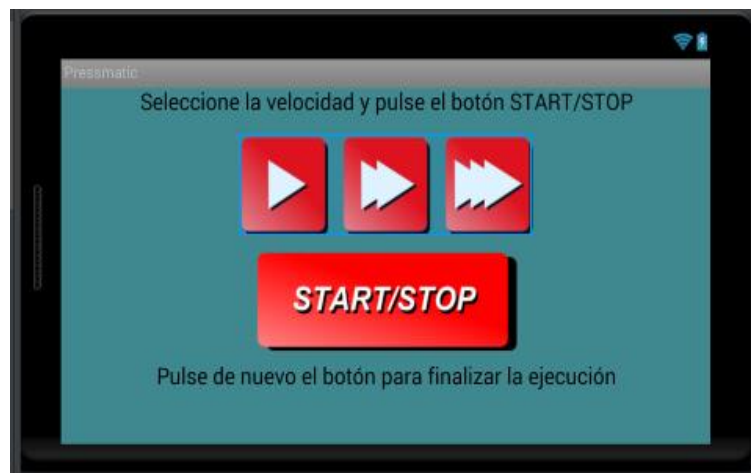 Pressmatic
Seleccione la velocidad y pulse el botón START/STOP
START/STOP
Pulse de nuevo el botón para finalizar la ejecución